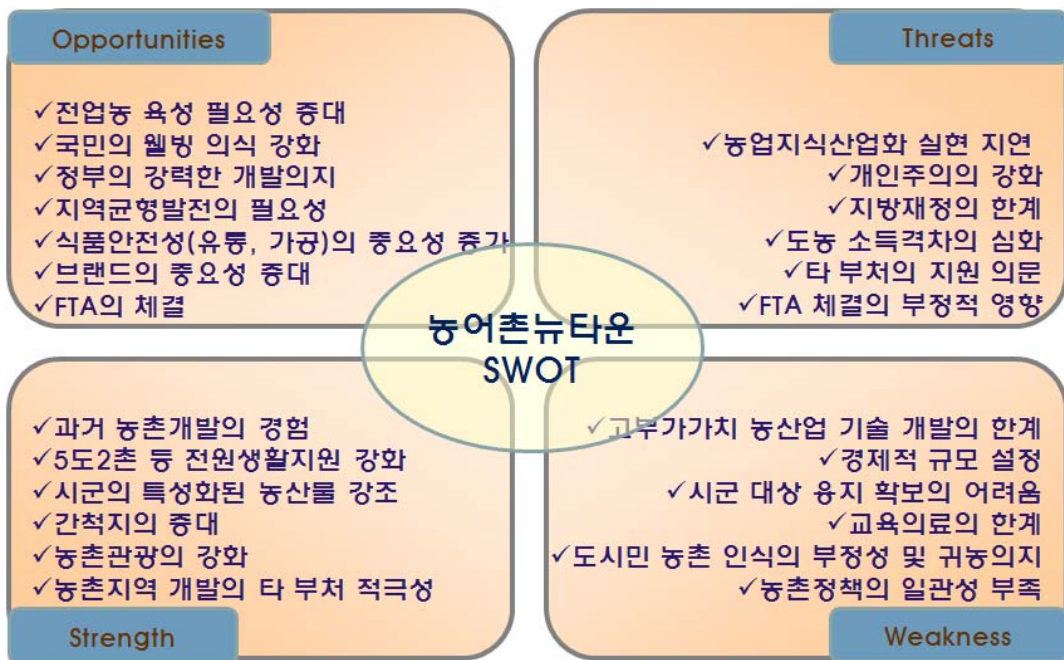 Opportunities
✓전업농 육성 필요성 증대
✓국민의 웰빙 의식 강화
✓정부의 강력한 개발의지
✓지역균형발전의 필요성
✓식품안전성(유통, 가공)의 중요성 증가
✓브랜드의 중요성 증대
✓FTA의 체결
Threats
✓농업지식산업화 실현 지연
✓개인주의의 강화
✓지방재정의 한계
✓도농 소득격차의 심화
✓타 부처의 지원 의문
✓FTA 체결의 부정적 영향
농어촌뉴타운
SWOT
✓과거 농촌개발의 경험
✓5도2촌 등 전원생활지원 강화
✓시군의 특성화된 농산물 강조
✓간척지의 증대
✓농촌관광의 강화
✓농촌지역 개발의 타 부처 적극성
Strength
✓고부가가치 농산업 기술 개발의 한계
✓경제적 규모 설정
✓시군 대상 용지 확보의 어려움
✓교육의료의 한계
✓도시민 농촌 인식의 부정성 및 귀농의지
✓농촌정책의 일관성 부족
Weakness